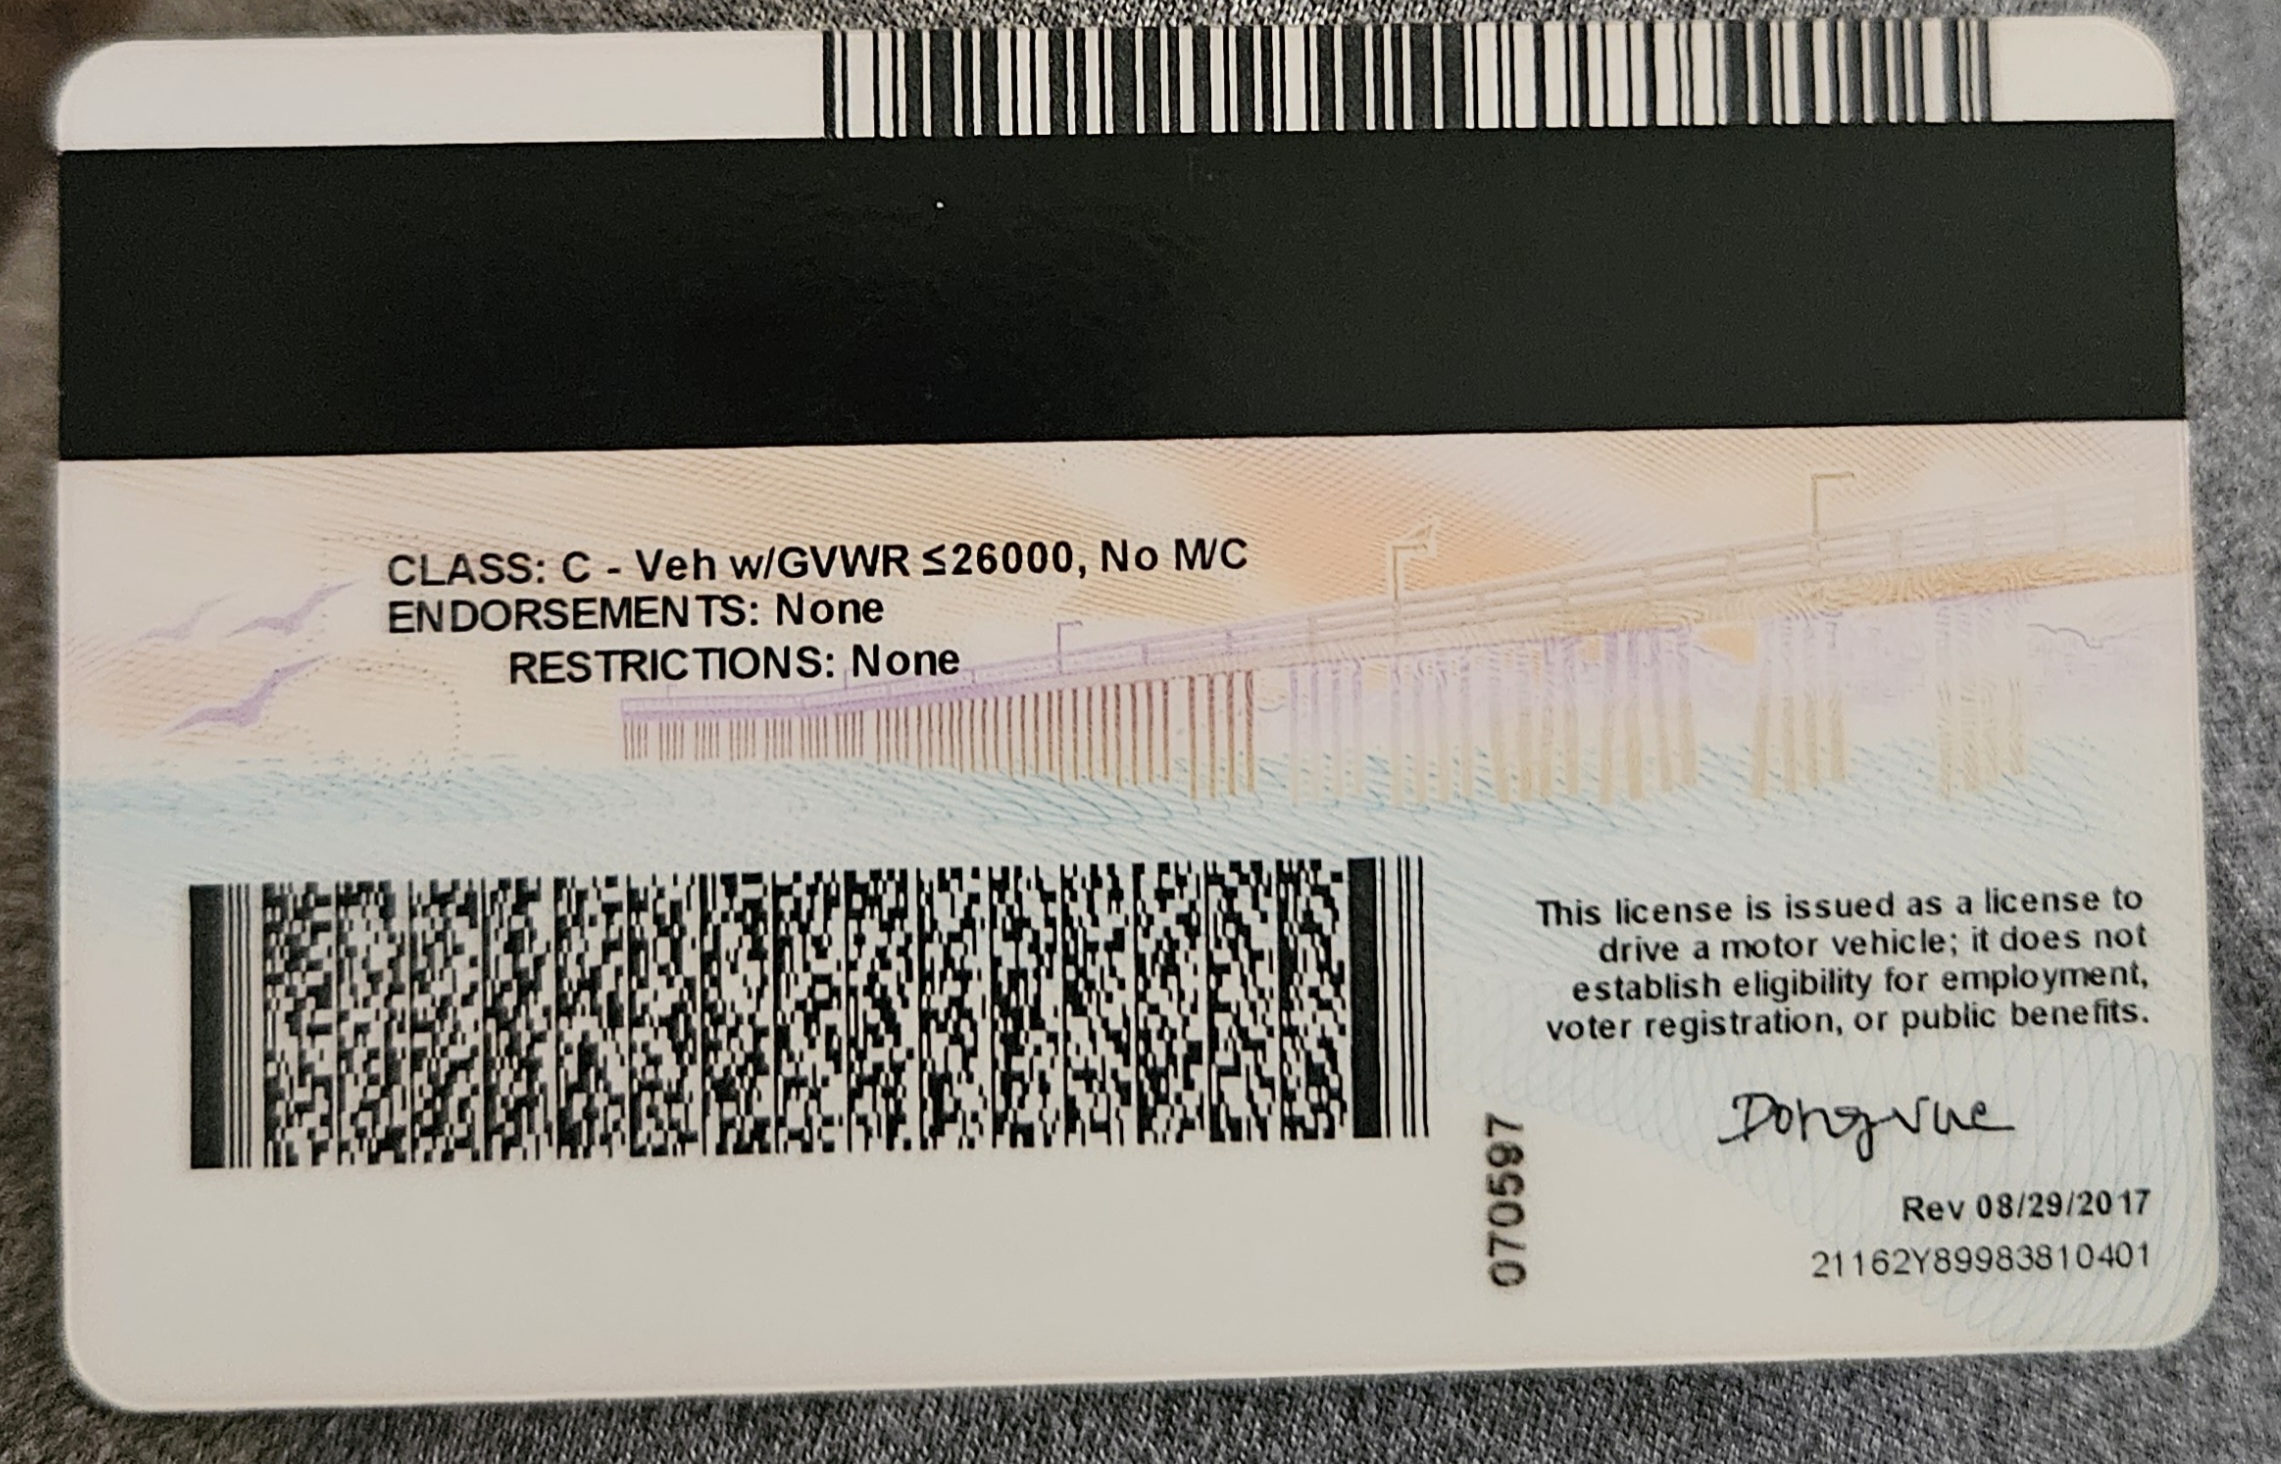 CLASS: C - Veh w/GVWR ≤26000, No M/C
ENDORSEMENTS: None
RESTRICTIONS: None
This license is issued as a license to
drive a motor vehicle; it does not
establish eligibility for employment,
voter registration, or public benefits.
Dongvue
070597
Rev 08/29/2017
21162Y89983810401